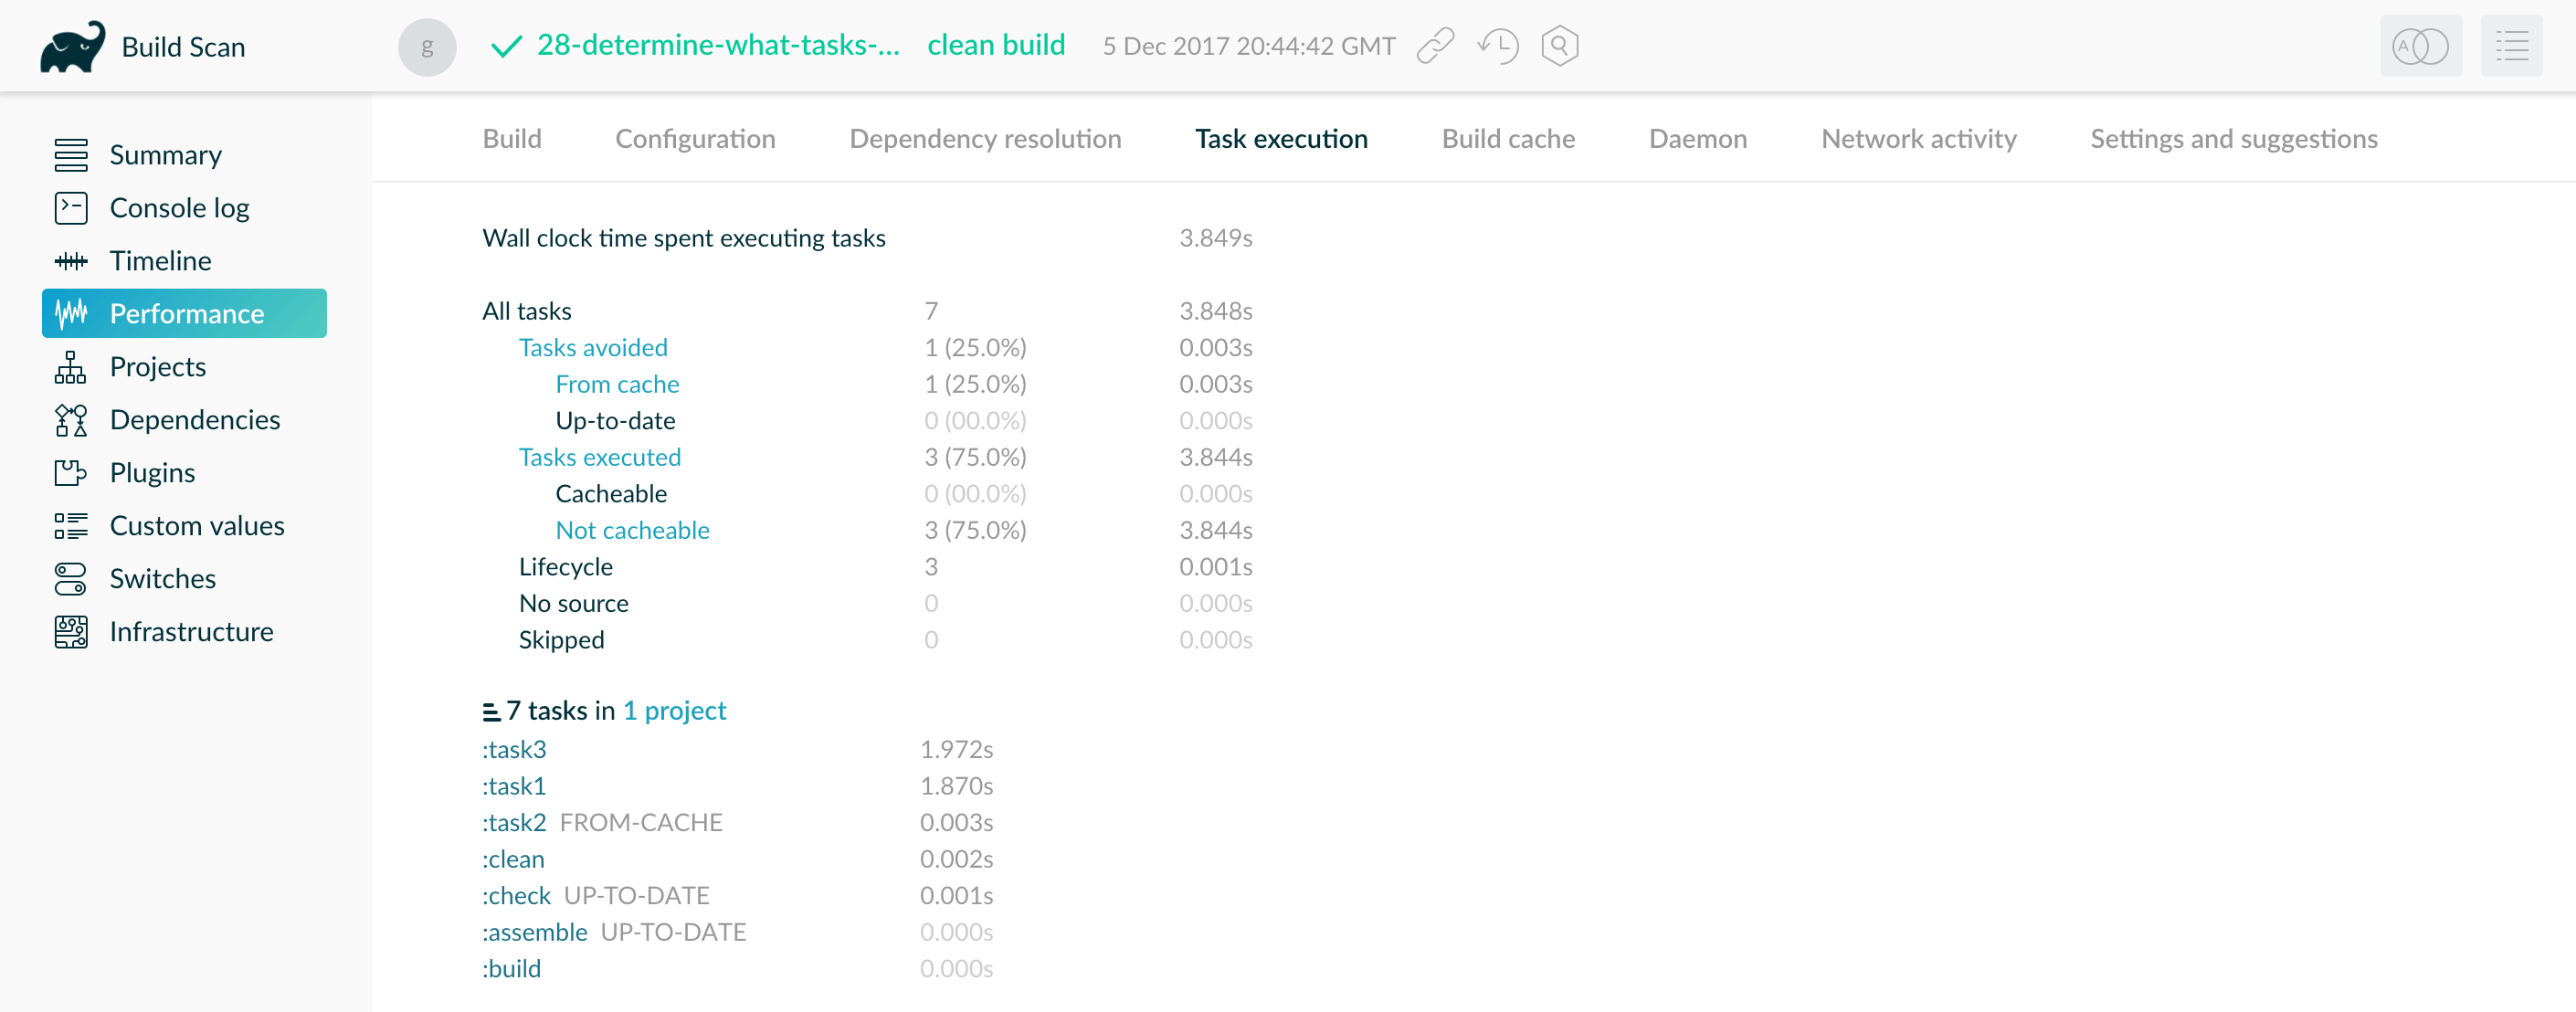 Build Scan
g 28-determine-what-tasks-... clean build 5 Dec 2017 20:44:42 GMT A
Summary
Console log
Timeline
Performance
Projects
Dependencies
Plugins
Custom values
Switches
Infrastructure
Build Configuration Dependency resolution Task execution Build cache Daemon Network activity Settings and suggestions
Wall clock time spent executing tasks 3.849s
All tasks 7 3.848s
Tasks avoided 1 (25.0%) 0.003s
From cache 1 (25.0%) 0.003s
Up-to-date 0 (00.0%) 0.000s
Tasks executed 3 (75.0%) 3.844s
Cacheable 0 (00.0%) 0.000s
Not cacheable 3 (75.0%) 3.844s
Lifecycle 3 0.001s
No source 0 0.000s
Skipped 0 0.000s
7 tasks in 1 project
:task3 1.972s
:task1 1.870s
:task2 FROM-CACHE 0.003s
:clean 0.002s
:check UP-TO-DATE 0.001s
:assemble UP-TO-DATE 0.000s
:build 0.000s